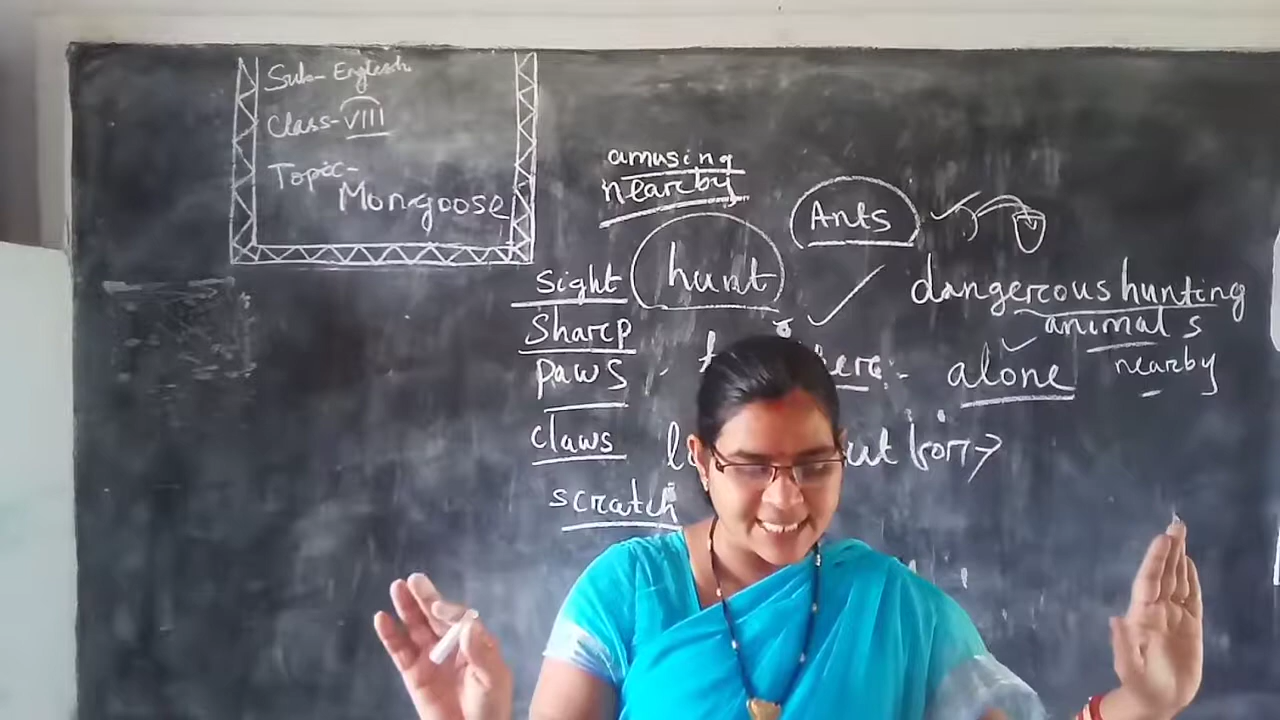 Sub- English
Class- VIII
Topic-
Mongoose
amusing
nearby
Ants
hunt
sight
sharp
paws
claws
scratch
dangerous hunting
animals
nearby
alone